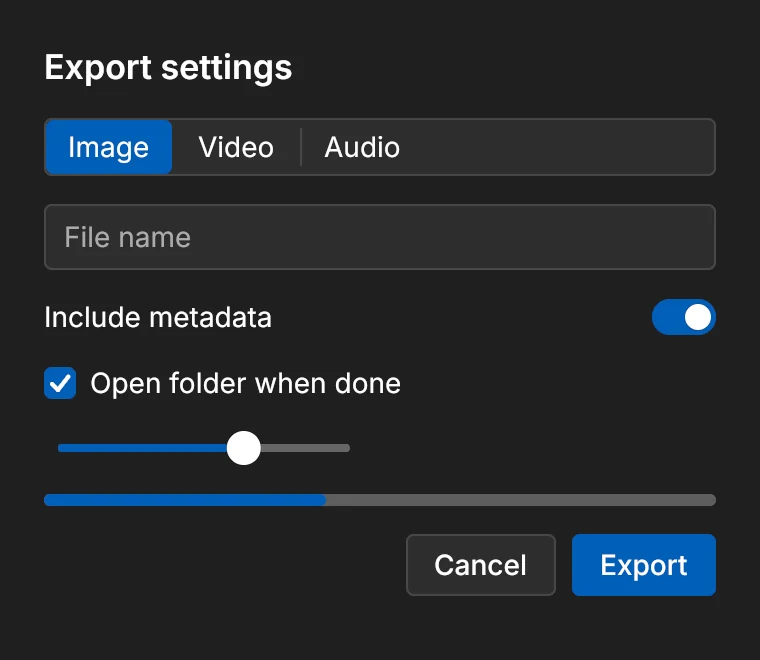 Export settings
Image Video Audio
File name
Include metadata
Open folder when done
Cancel Export